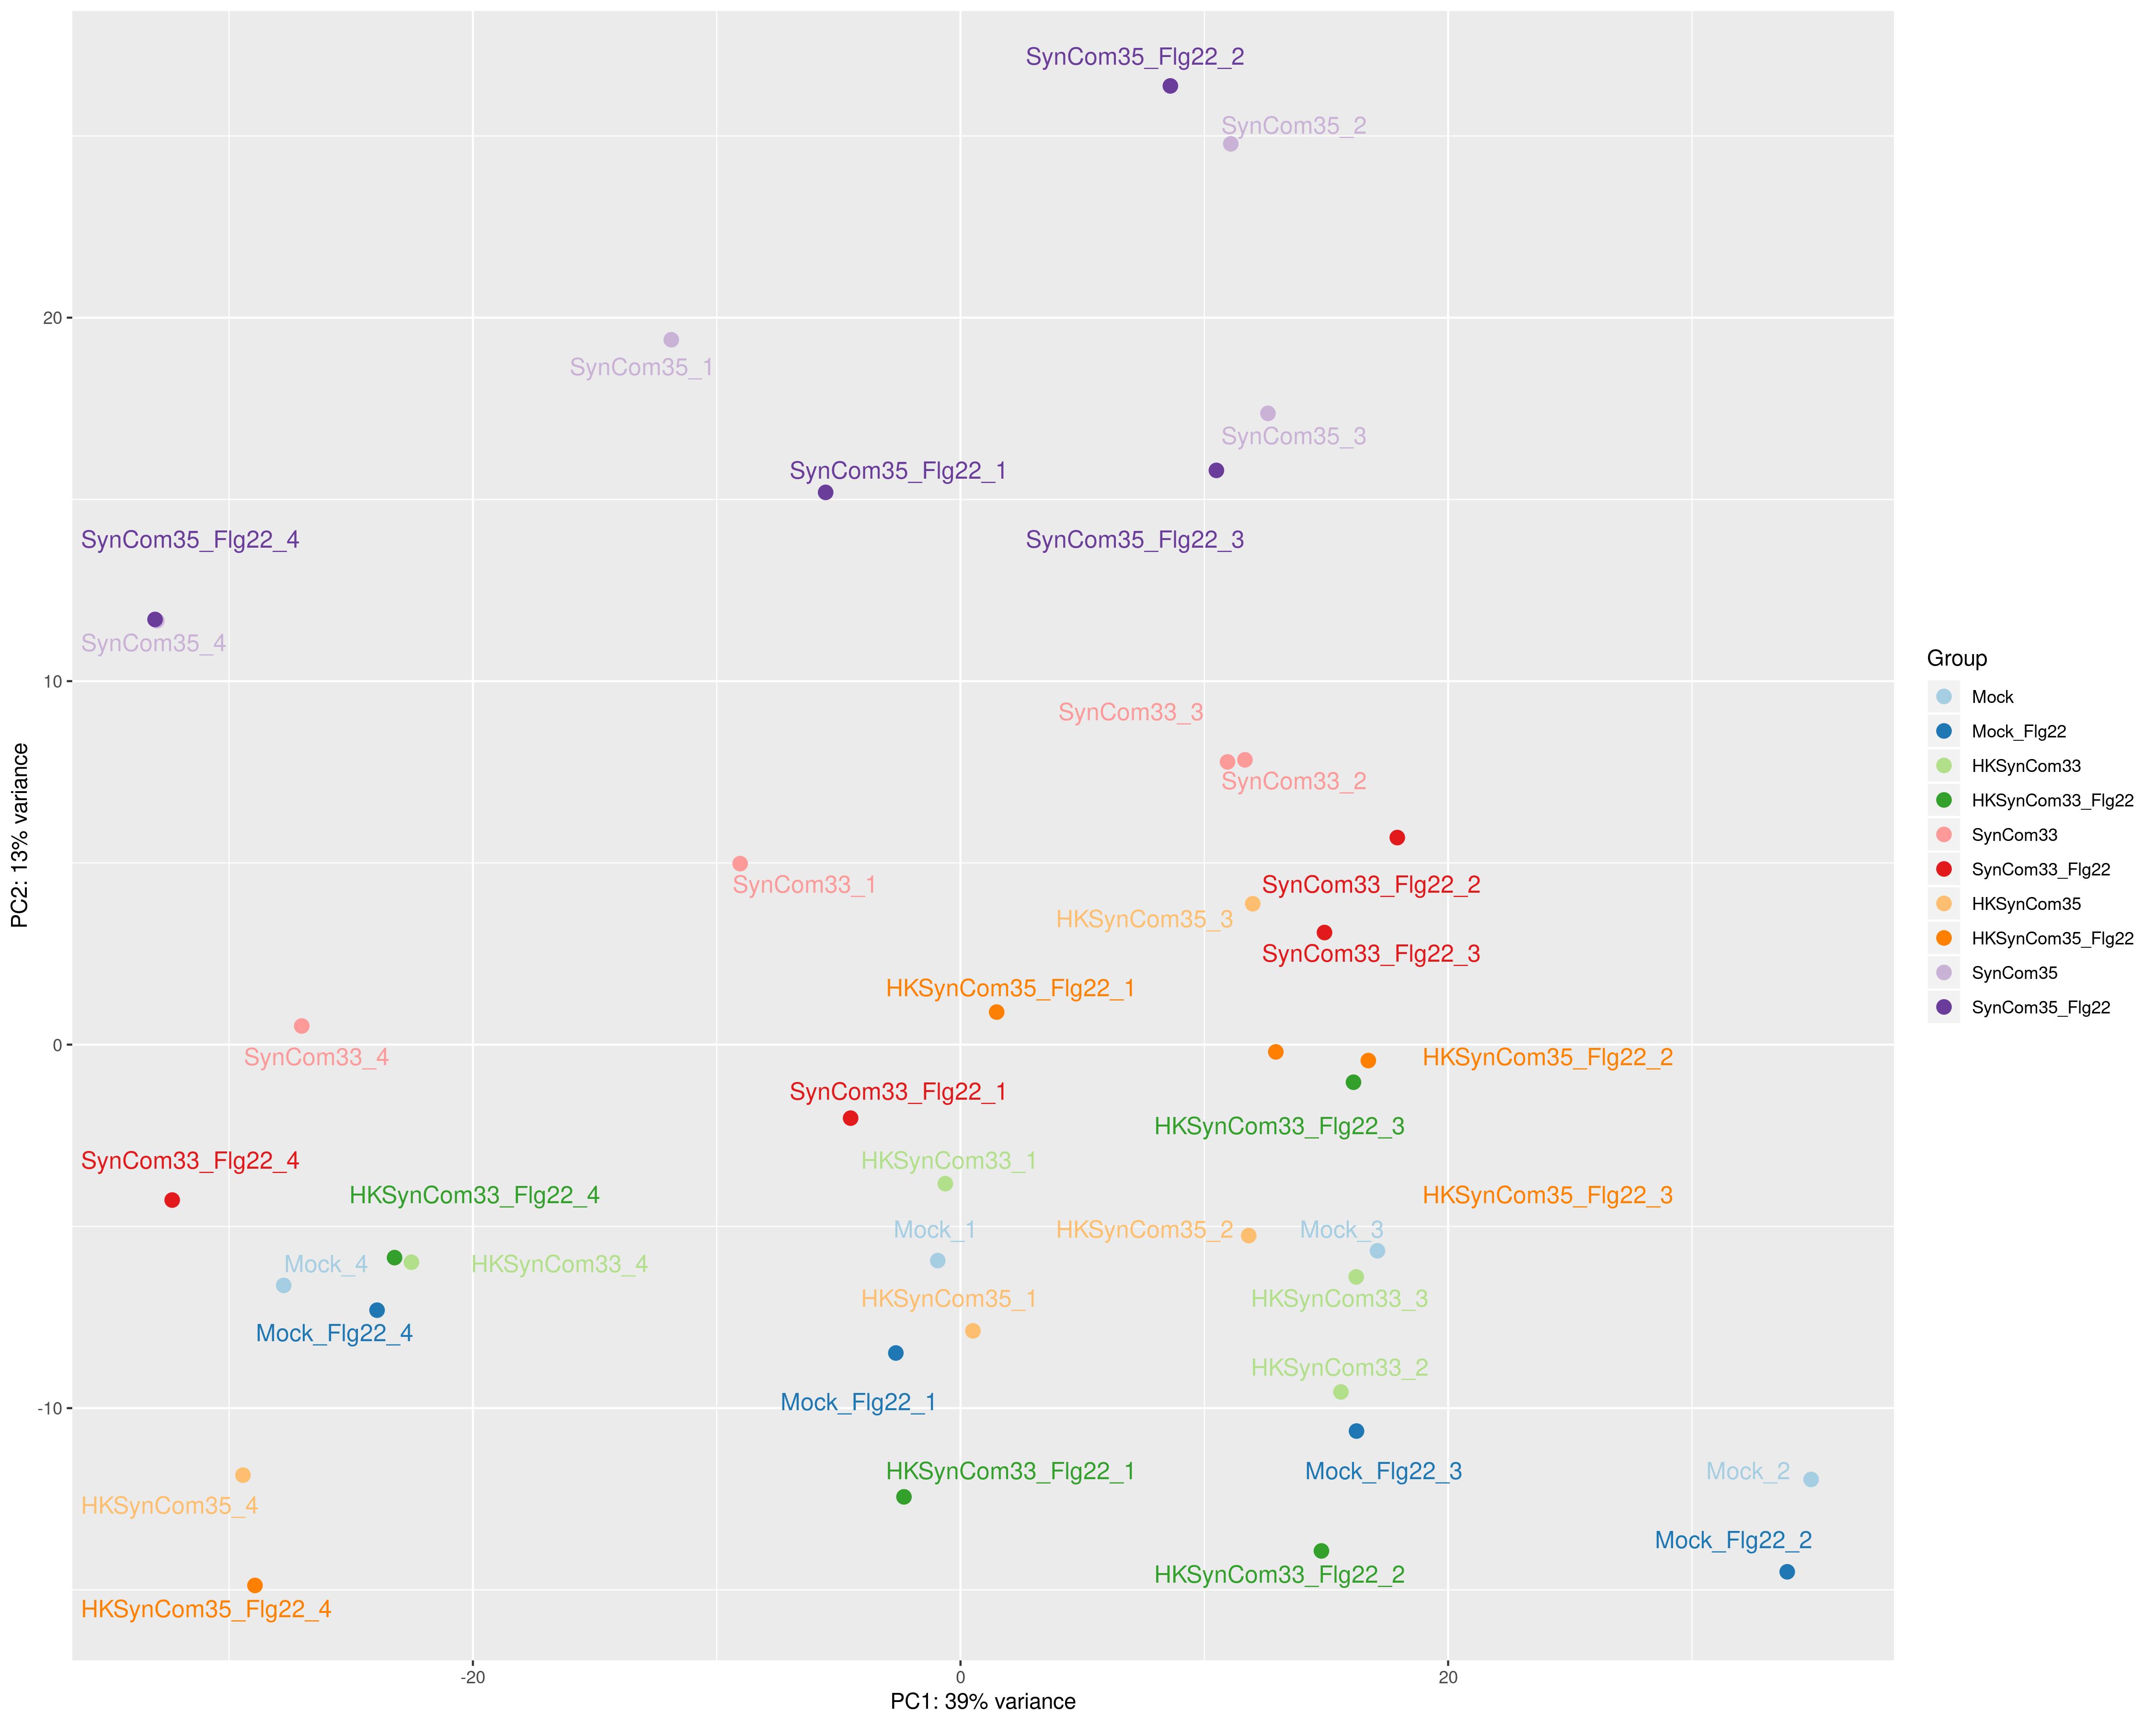 SynCom35_Flg22_2
SynCom35_2
20
SynCom35_1
SynCom35_3
SynCom35_Flg22_1
SynCom35_Flg22_4
SynCom35_Flg22_3
SynCom35_4
10
SynCom33_3
SynCom33_2
SynCom33_1
SynCom33_Flg22_2
HKSynCom35_3
SynCom33_Flg22_3
HKSynCom35_Flg22_1
0
SynCom33_4
HKSynCom35_Flg22_2
SynCom33_Flg22_1
HKSynCom33_Flg22_3
SynCom33_Flg22_4
HKSynCom33_1
HKSynCom33_Flg22_4
HKSynCom35_Flg22_3
Mock_1
HKSynCom35_2
Mock_3
Mock_4
HKSynCom33_4
HKSynCom35_1
HKSynCom33_3
Mock_Flg22_4
HKSynCom33_2
Mock_Flg22_1
-10
HKSynCom33_Flg22_1
Mock_Flg22_3
Mock_2
HKSynCom35_4
Mock_Flg22_2
HKSynCom33_Flg22_2
HKSynCom35_Flg22_4
-20
0
20
PC1: 39% variance
PC2: 13% variance
Group
Mock
Mock_Flg22
HKSynCom33
HKSynCom33_Flg22
SynCom33
SynCom33_Flg22
HKSynCom35
HKSynCom35_Flg22
SynCom35
SynCom35_Flg22